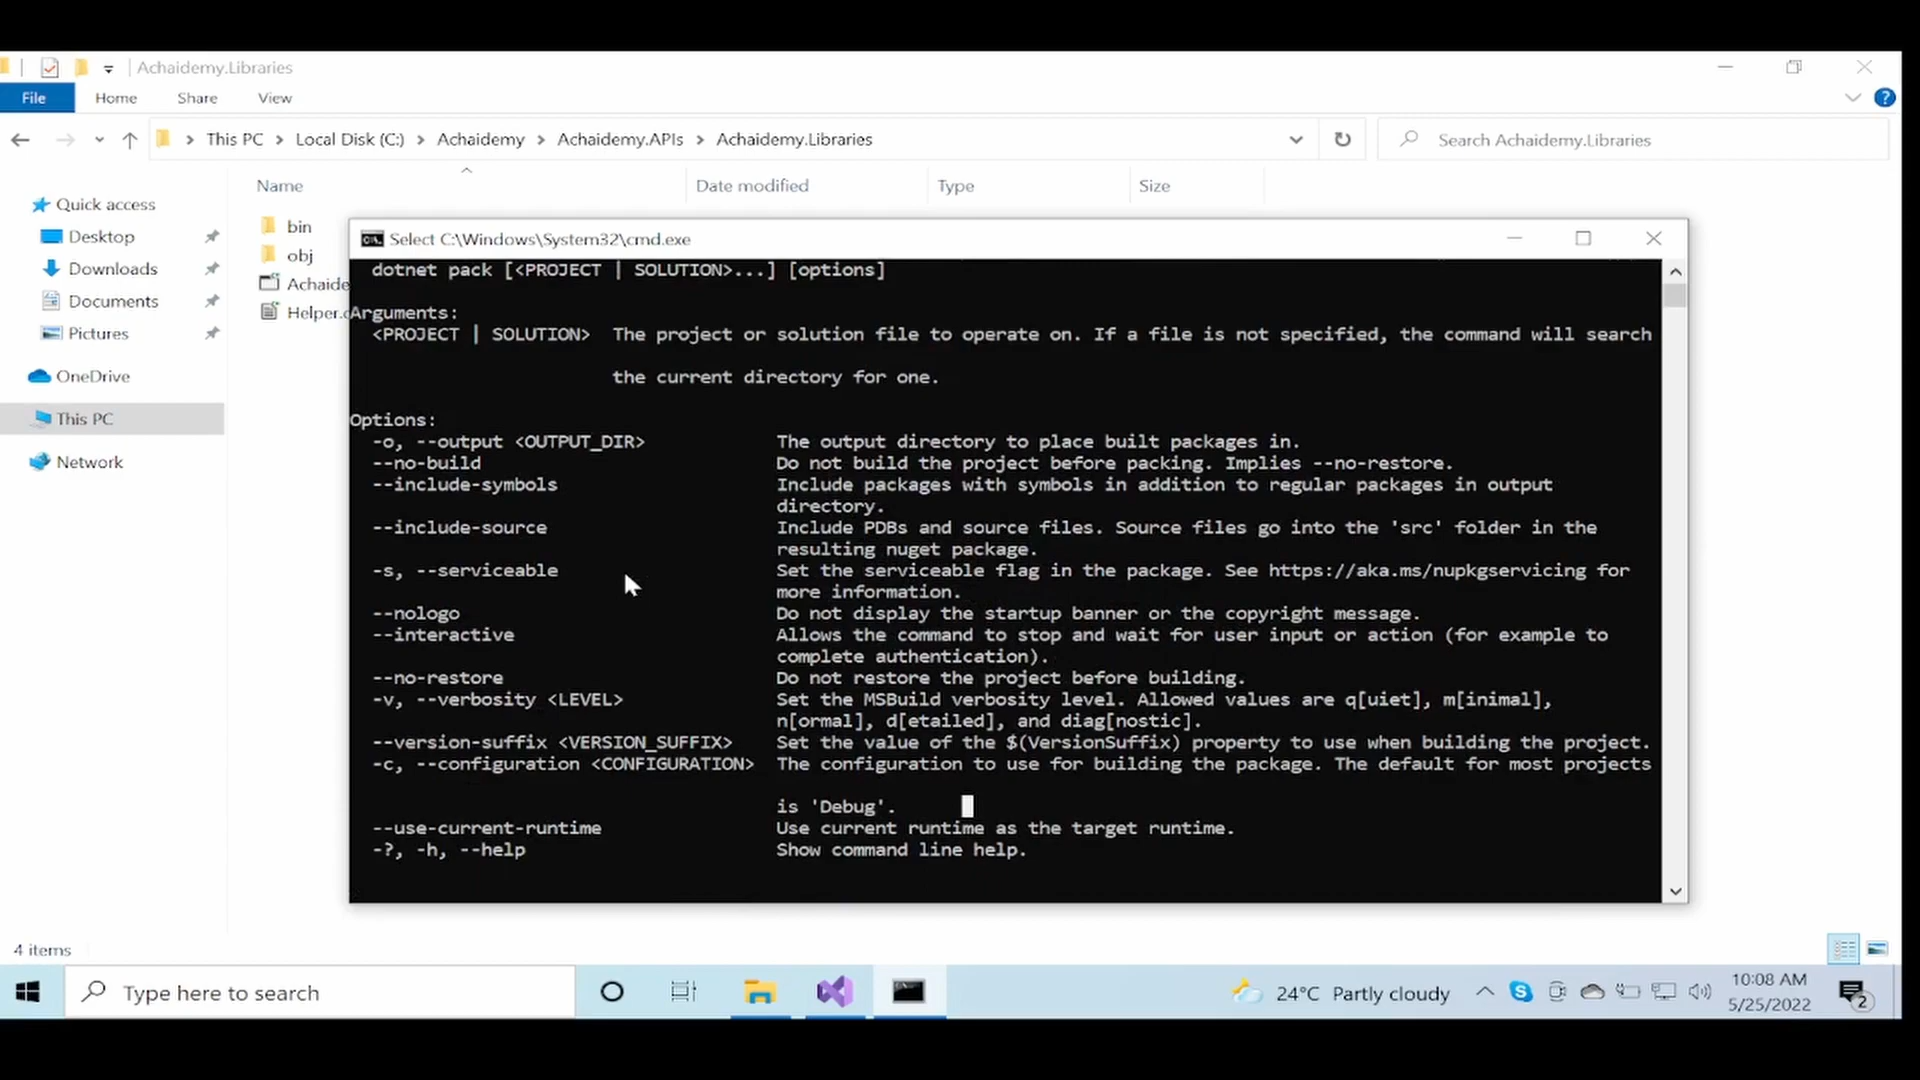 Achaidemy.Libraries
File Home Share View
This PC Local Disk (C:) Achaidemy Achaidemy.APIs Achaidemy.Libraries
Search Achaidemy.Libraries
Name Date modified Type Size
Quick access
Desktop
Downloads
Documents
Pictures
OneDrive
This PC
Network
bin
obj
Achaide
Helper.c
Select C:\Windows\System32\cmd.exe
dotnet pack [<PROJECT | SOLUTION>...] [options]
Arguments:
<PROJECT | SOLUTION> The project or solution file to operate on. If a file is not specified, the command will search
the current directory for one.
Options:
-o, --output <OUTPUT_DIR> The output directory to place built packages in.
--no-build Do not build the project before packing. Implies --no-restore.
--include-symbols Include packages with symbols in addition to regular packages in output
directory.
--include-source Include PDBs and source files. Source files go into the 'src' folder in the
resulting nuget package.
-s, --serviceable Set the serviceable flag in the package. See https://aka.ms/nupkgservicing for
more information.
--nologo Do not display the startup banner or the copyright message.
--interactive Allows the command to stop and wait for user input or action (for example to
complete authentication).
--no-restore Do not restore the project before building.
-v, --verbosity <LEVEL> Set the MSBuild verbosity level. Allowed values are q[uiet], m[inimal],
n[ormal], d[etailed], and diag[nostic].
--version-suffix <VERSION_SUFFIX> Set the value of the $(VersionSuffix) property to use when building the project.
-c, --configuration <CONFIGURATION> The configuration to use for building the package. The default for most projects
is 'Debug'.
--use-current-runtime Use current runtime as the target runtime.
-?, -h, --help Show command line help.
4 items
Type here to search
24°C Partly cloudy
10:08 AM
5/25/2022
2